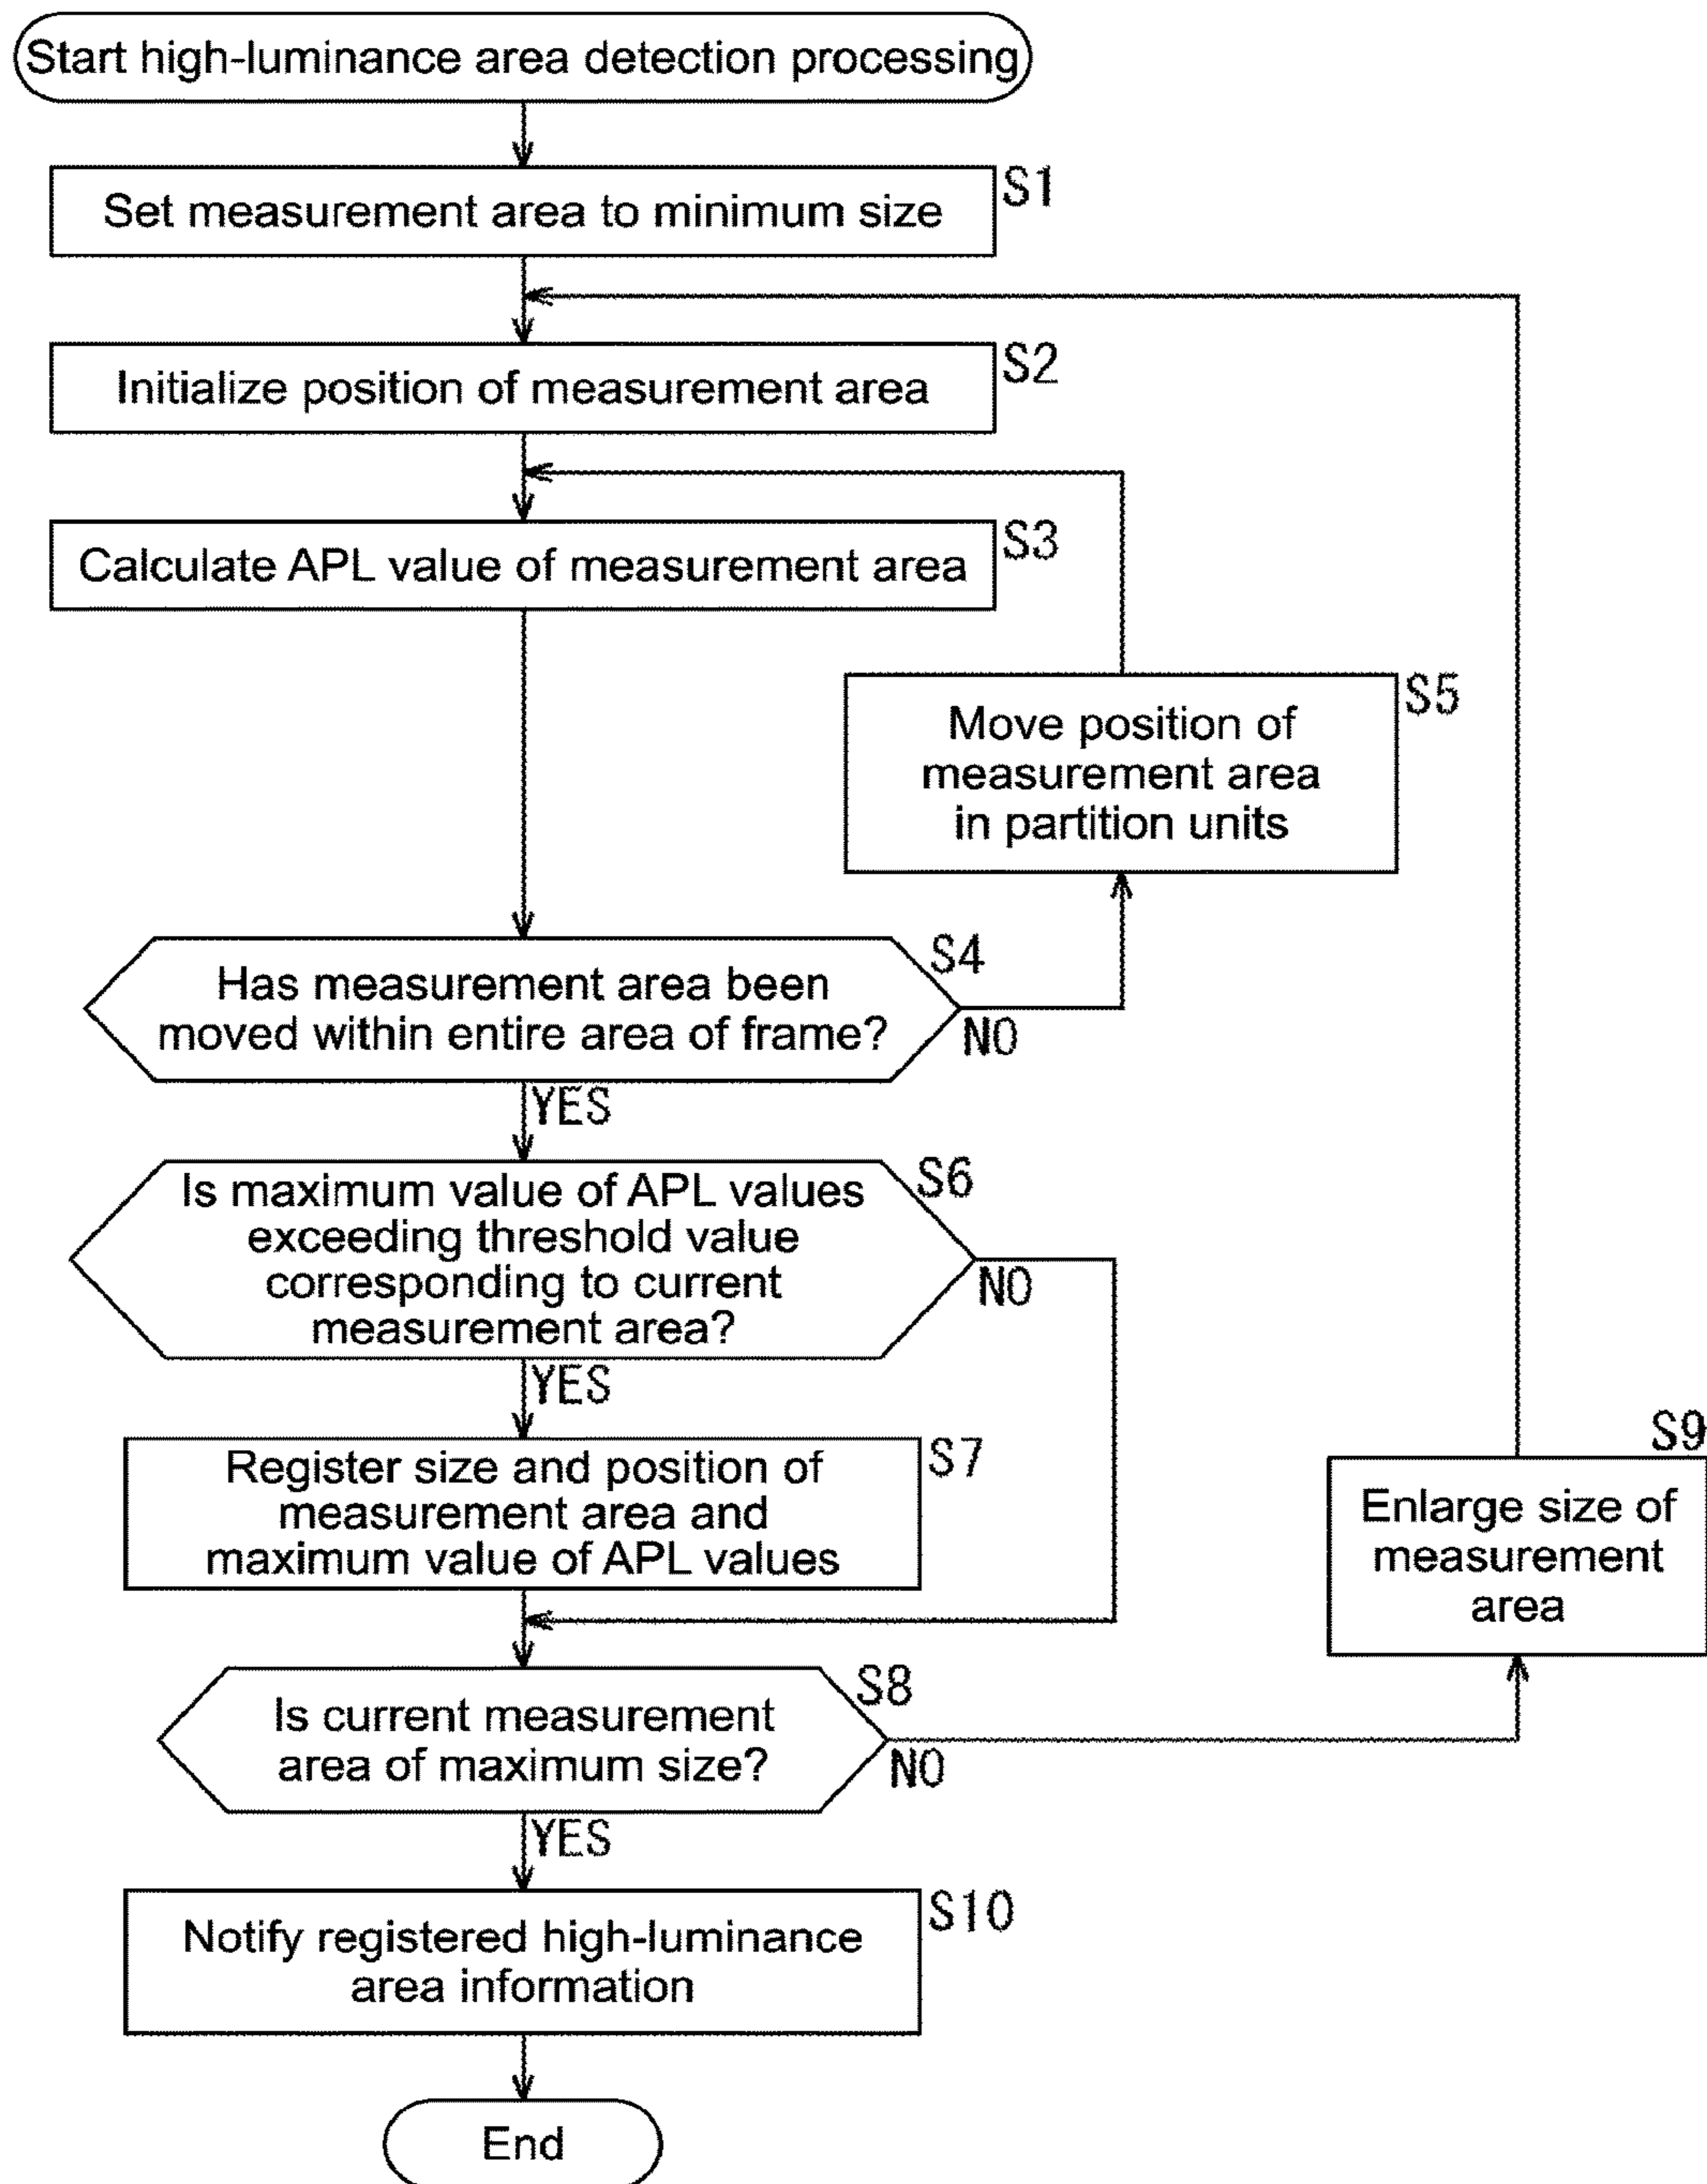 Start high-luminance area detection processing
S1
Set measurement area to minimum size
S2
Initialize position of measurement area
S3
Calculate APL value of measurement area
S5
Move position of
measurement area
in partition units
S4
Has measurement area been
moved within entire area of frame?
NO
YES
S6
Is maximum value of APL values
exceeding threshold value
corresponding to current
measurement area?
NO
YES
S7
Register size and position of
measurement area and
maximum value of APL values
S9
Enlarge size of
measurement
area
S8
Is current measurement
area of maximum size?
NO
YES
S10
Notify registered high-luminance
area information
End